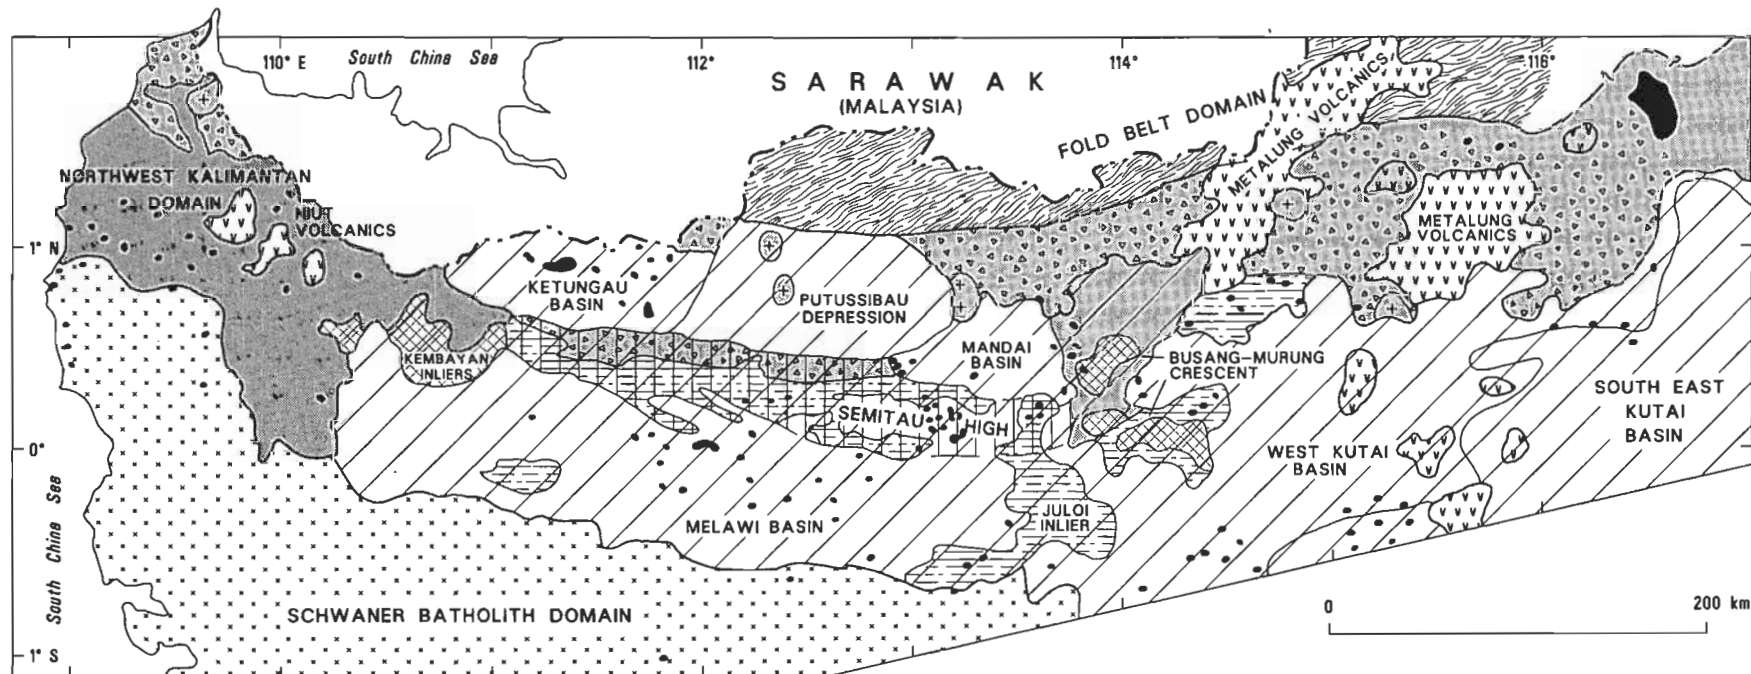 110° E
South China Sea
112°
114°
116°
SARAWAK
(MALAYSIA)
FOLD BELT DOMAIN
METALUNG VOLCANICS
NORTHWEST KALIMANTAN
DOMAIN
NIUT
VOLCANICS
METALUNG
VOLCANICS
1° N
KETUNGAU
BASIN
PUTUSSIBAU
DEPRESSION
MANDAI
BASIN
KEMBAYAN
INLIERS
BUSANG-MURUNG
CRESCENT
SOUTH EAST
KUTAI
BASIN
SEMITAU HIGH
0°
WEST KUTAI
BASIN
MELAWI BASIN
JULOI
INLIER
South China Sea
SCHWANER BATHOLITH DOMAIN
0
200 km
1° S